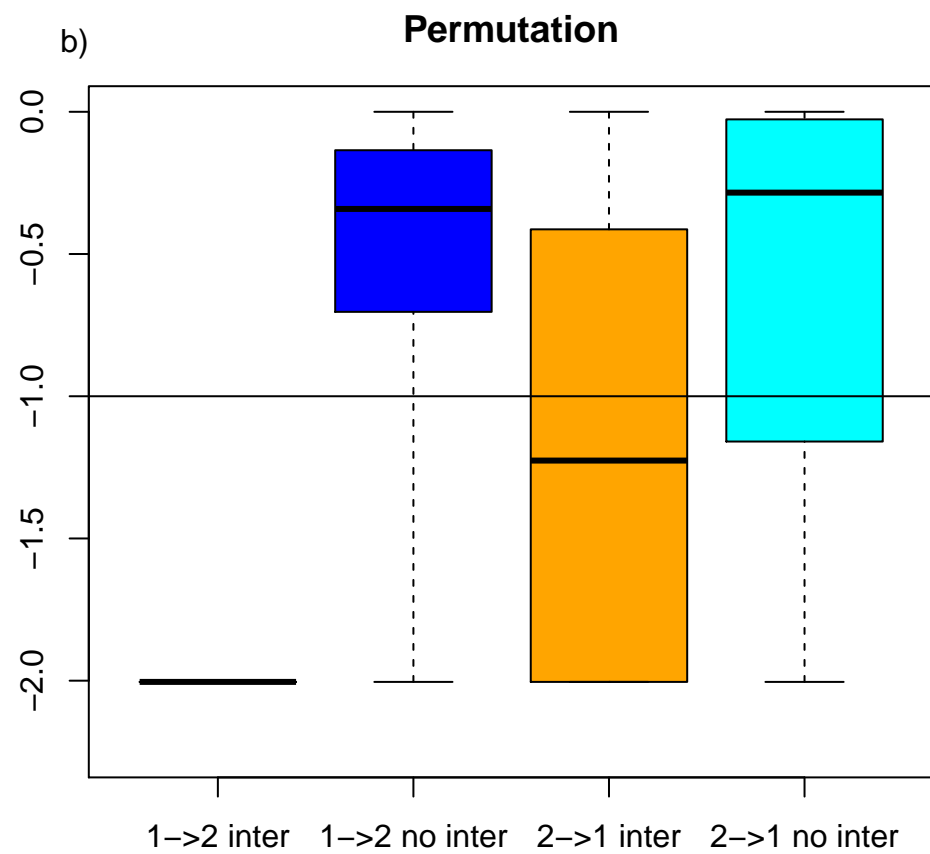 b)
Permutation
0.0
−0.5
−1.0
−1.5
−2.0
1−>2 inter
1−>2 no inter
2−>1 inter
2−>1 no inter